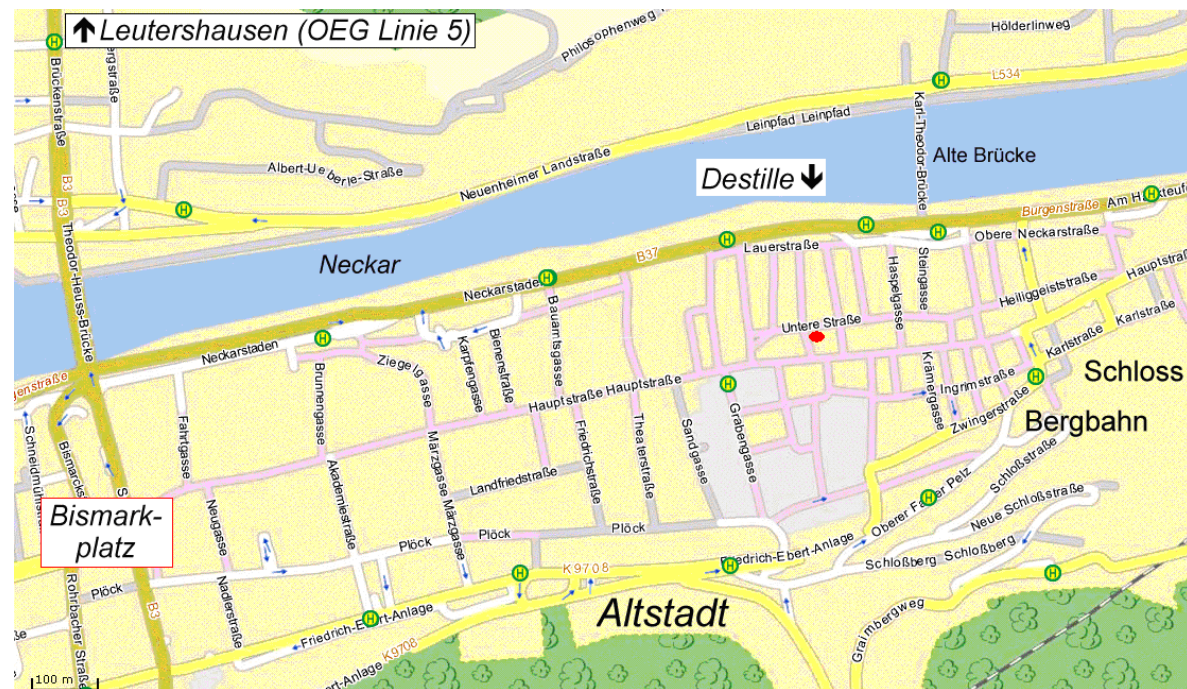 Leutershausen (OEG Linie 5)
Hölderlinweg
Philosophenweg
L534
Brückenstraße
Leinpfad Leinpfad
Karl-Theodor-Brücke
Alte Brücke
Albert-Ueberle-Straße
Neuenheimer Landstraße
Destille
B3
B3
Theodor-Heuss-Brücke
Bürgenstraße
Obere Neckarstraße
Lauerstraße
B37
Neckar
Neckarstaden
Steingasse
Haspelgasse
Heiliggeiststraße
Hauptstraße
Untere Straße
Neckarstaden
Bauamtsgasse
Bienenstraße
Karpfengasse
Ziegelgasse
Brunnengasse
Karlstraße
Karlstraße
Schloss
Krämergasse
Ingrimstraße
Zwingerstraße
Bergbahn
Hauptstraße Hauptstraße
Grabengasse
Theaterstraße
Sandgasse
Friedrichstraße
Fahrtgasse
Märzgasse Märzgasse
Akademiestraße
Landfriedstraße
Schloßstraße
Oberer Fauler Pelz
Neue Schloßstraße
Bismark-
platz
Neugasse
Plöck
Plöck
Plöck
Plöck
Friedrich-Ebert-Anlage
Schloßberg Schloßberg
K9708
Nadlerstraße
Rohrbacher Straße
B3
Friedrich-Ebert-Anlage
K9708
Altstadt
Graimbergweg
100 m